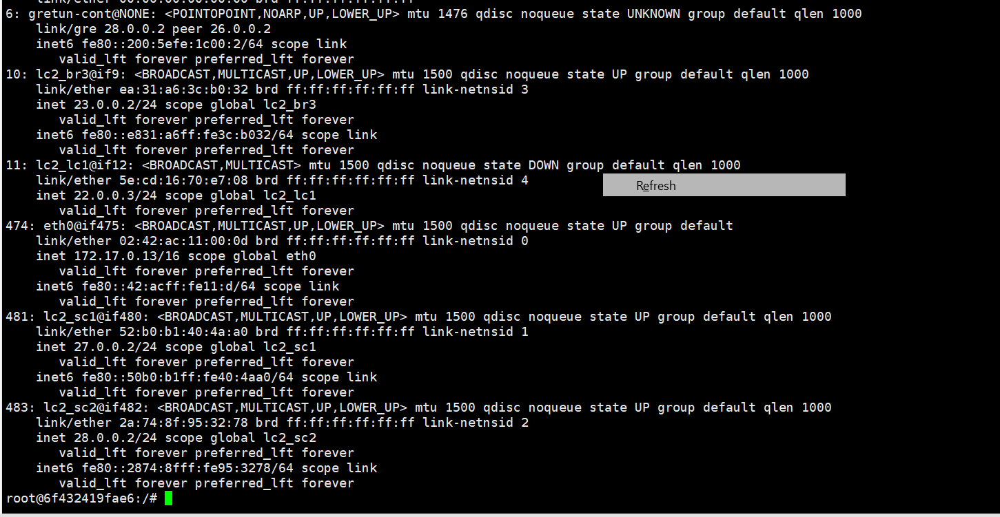 link/ether 00:00:00:00:00:00 brd ff:ff:ff:ff:ff:ff
6: gretun-cont@NONE: <POINTOPOINT,NOARP,UP,LOWER_UP> mtu 1476 qdisc noqueue state UNKNOWN group default qlen 1000
    link/gre 28.0.0.2 peer 26.0.0.2
    inet6 fe80::200:5efe:1c00:2/64 scope link
       valid_lft forever preferred_lft forever
10: lc2_br3@if9: <BROADCAST,MULTICAST,UP,LOWER_UP> mtu 1500 qdisc noqueue state UP group default qlen 1000
    link/ether ea:31:a6:3c:b0:32 brd ff:ff:ff:ff:ff:ff link-netnsid 3
    inet 23.0.0.2/24 scope global lc2_br3
       valid_lft forever preferred_lft forever
    inet6 fe80::e831:a6ff:fe3c:b032/64 scope link
       valid_lft forever preferred_lft forever
11: lc2_lc1@if12: <BROADCAST,MULTICAST> mtu 1500 qdisc noqueue state DOWN group default qlen 1000
    link/ether 5e:cd:16:70:e7:08 brd ff:ff:ff:ff:ff:ff link-netnsid 4
Refresh
    inet 22.0.0.3/24 scope global lc2_lc1
       valid_lft forever preferred_lft forever
474: eth0@if475: <BROADCAST,MULTICAST,UP,LOWER_UP> mtu 1500 qdisc noqueue state UP group default
    link/ether 02:42:ac:11:00:0d brd ff:ff:ff:ff:ff:ff link-netnsid 0
    inet 172.17.0.13/16 scope global eth0
       valid_lft forever preferred_lft forever
    inet6 fe80::42:acff:fe11:d/64 scope link
       valid_lft forever preferred_lft forever
481: lc2_sc1@if480: <BROADCAST,MULTICAST,UP,LOWER_UP> mtu 1500 qdisc noqueue state UP group default qlen 1000
    link/ether 52:b0:b1:40:4a:a0 brd ff:ff:ff:ff:ff:ff link-netnsid 1
    inet 27.0.0.2/24 scope global lc2_sc1
       valid_lft forever preferred_lft forever
    inet6 fe80::50b0:b1ff:fe40:4aa0/64 scope link
       valid_lft forever preferred_lft forever
483: lc2_sc2@if482: <BROADCAST,MULTICAST,UP,LOWER_UP> mtu 1500 qdisc noqueue state UP group default qlen 1000
    link/ether 2a:74:8f:95:32:78 brd ff:ff:ff:ff:ff:ff link-netnsid 2
    inet 28.0.0.2/24 scope global lc2_sc2
       valid_lft forever preferred_lft forever
    inet6 fe80::2874:8fff:fe95:3278/64 scope link
       valid_lft forever preferred_lft forever
root@6f432419fae6:/#